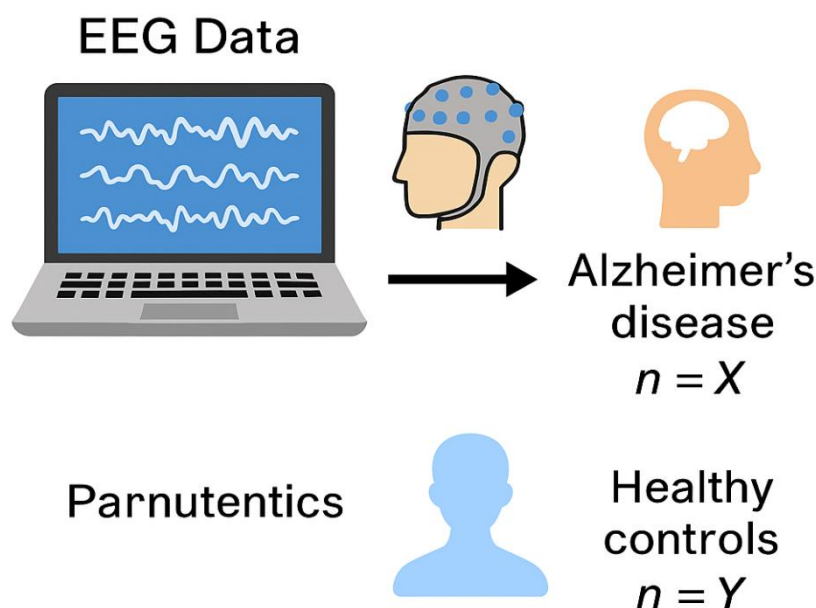 EEG Data
Alzheimer's
disease
n = X
Parnutentics
Healthy
controls
n = Y